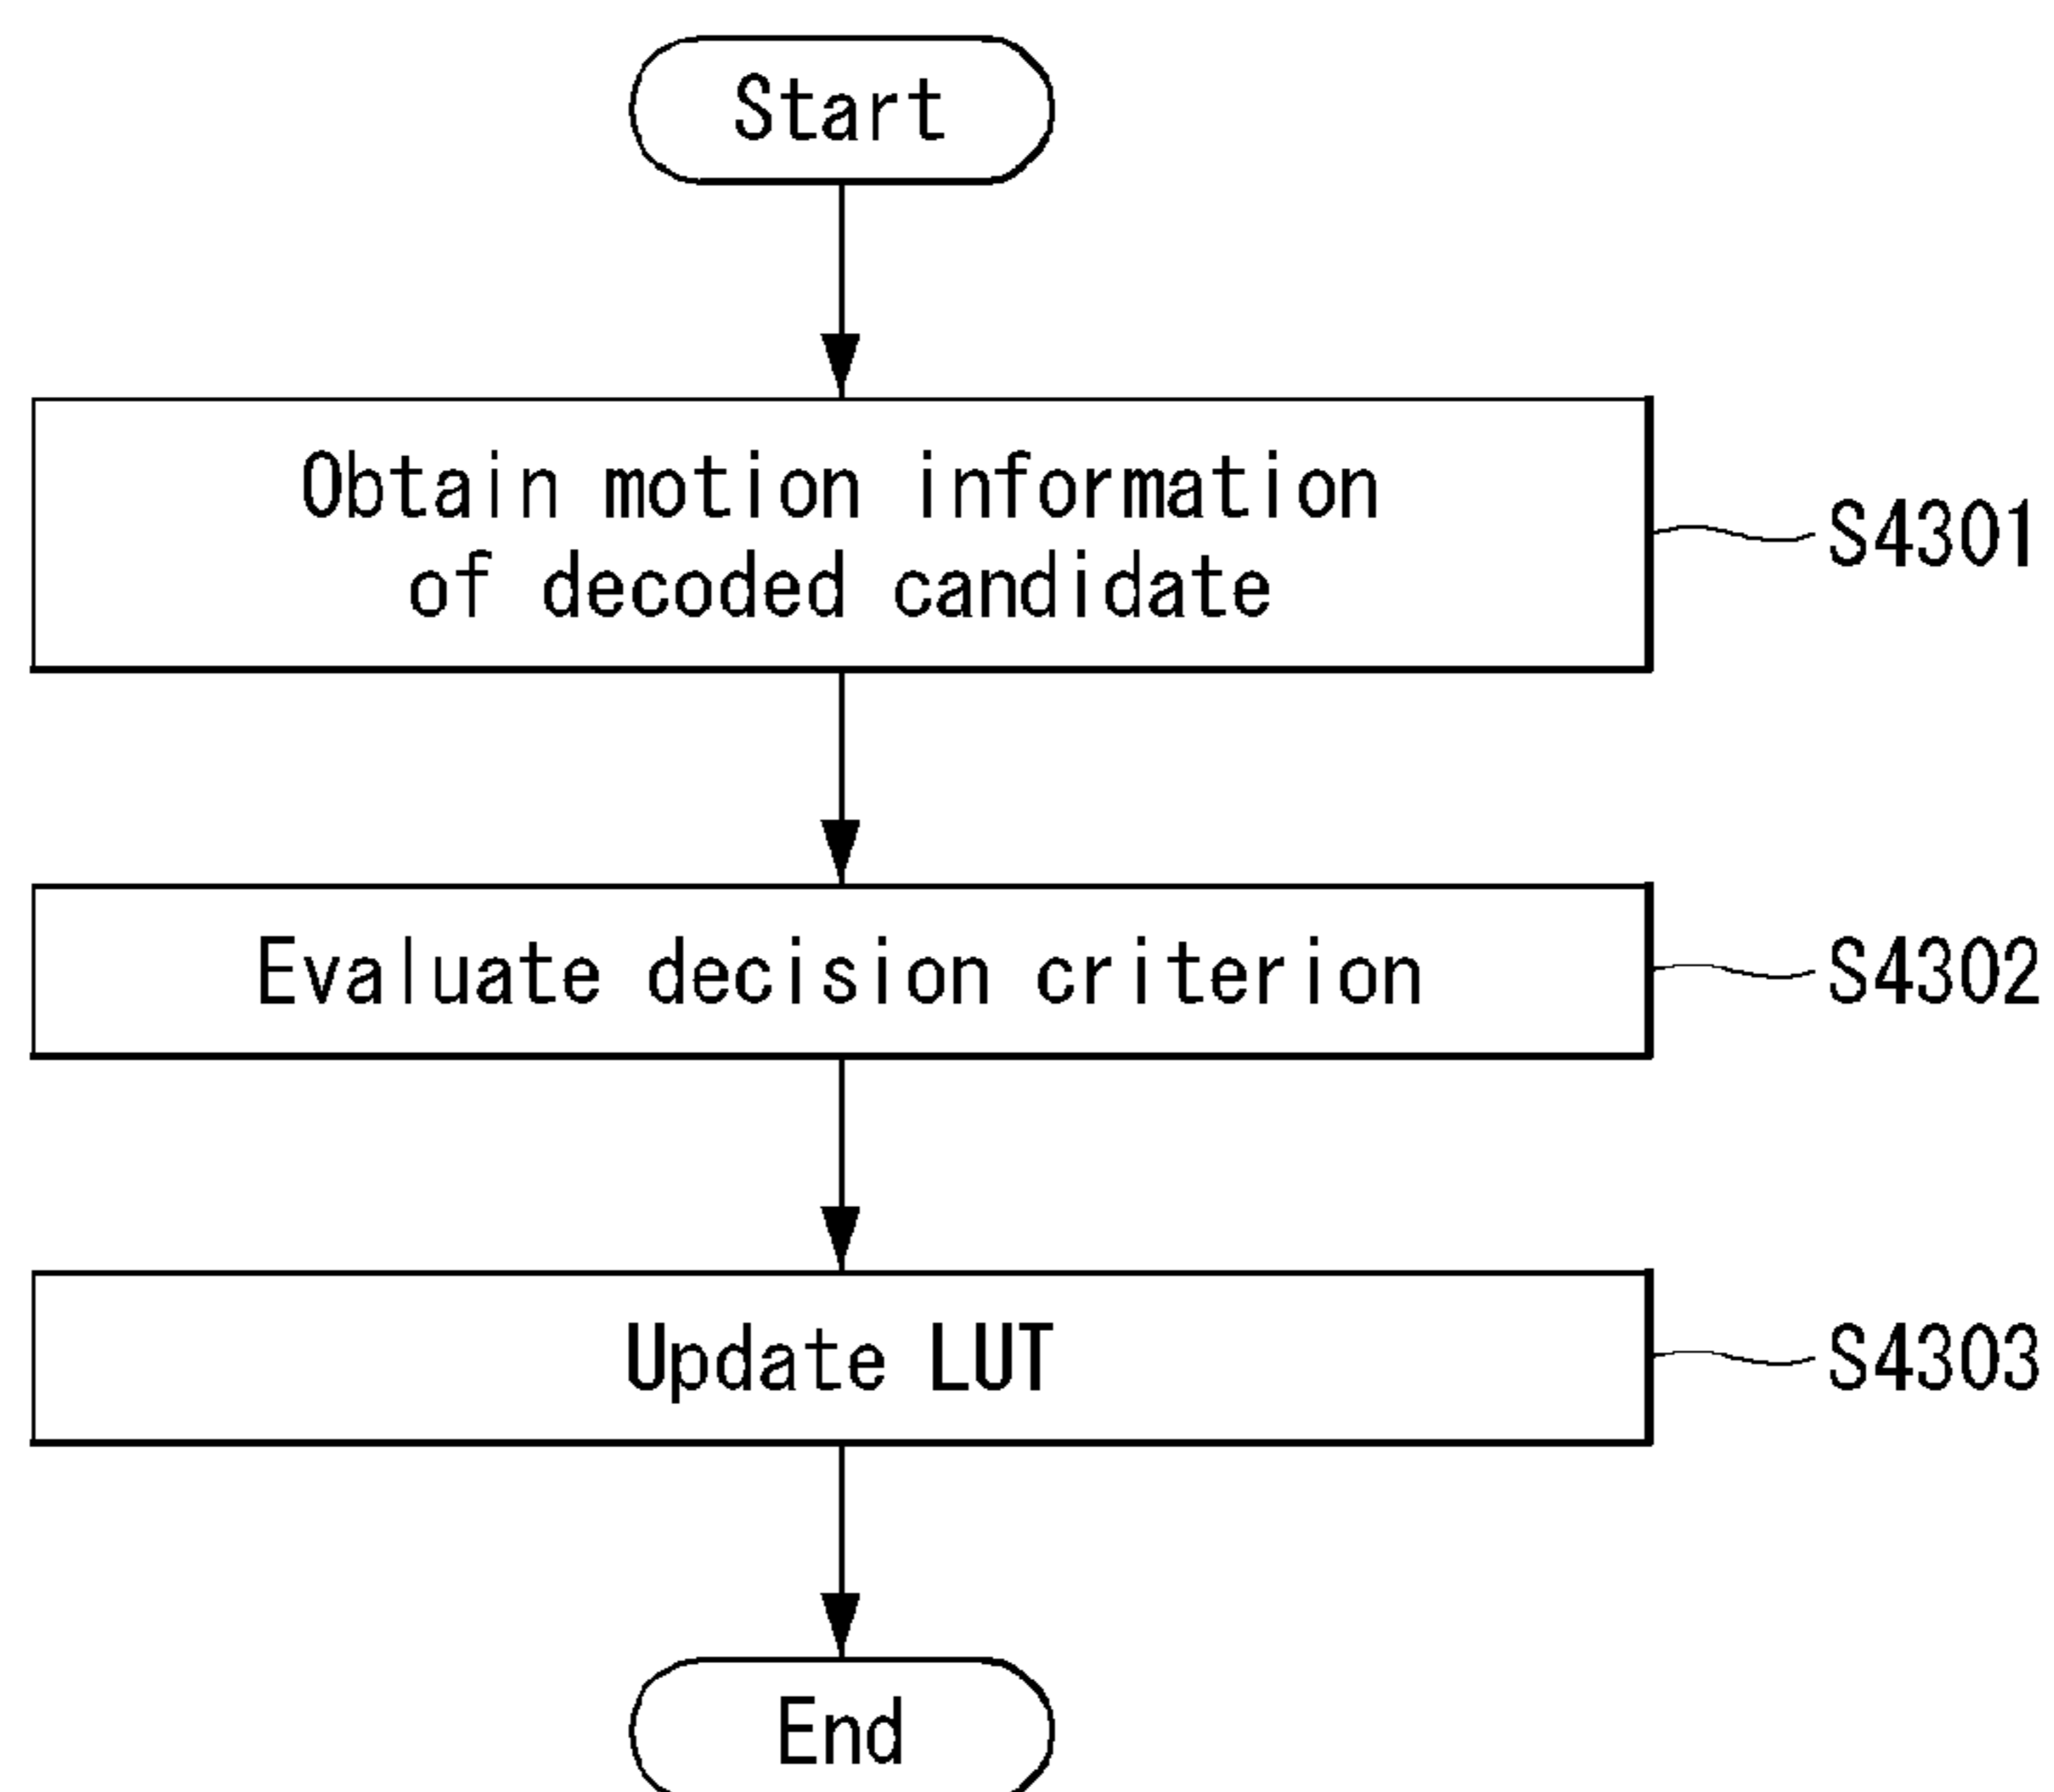 Start
Obtain motion information
of decoded candidate
S4301
Evaluate decision criterion
S4302
Update LUT
S4303
End